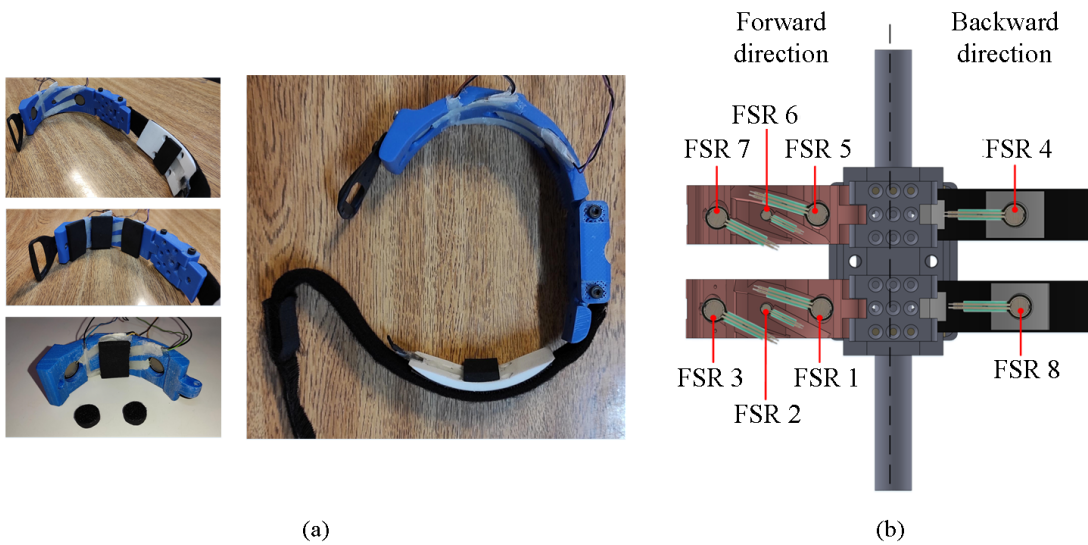 Forward
direction
Backward
direction
FSR 6
FSR 7
FSR 5
FSR 4
FSR 3
FSR 1
FSR 8
FSR 2
(a)
(b)